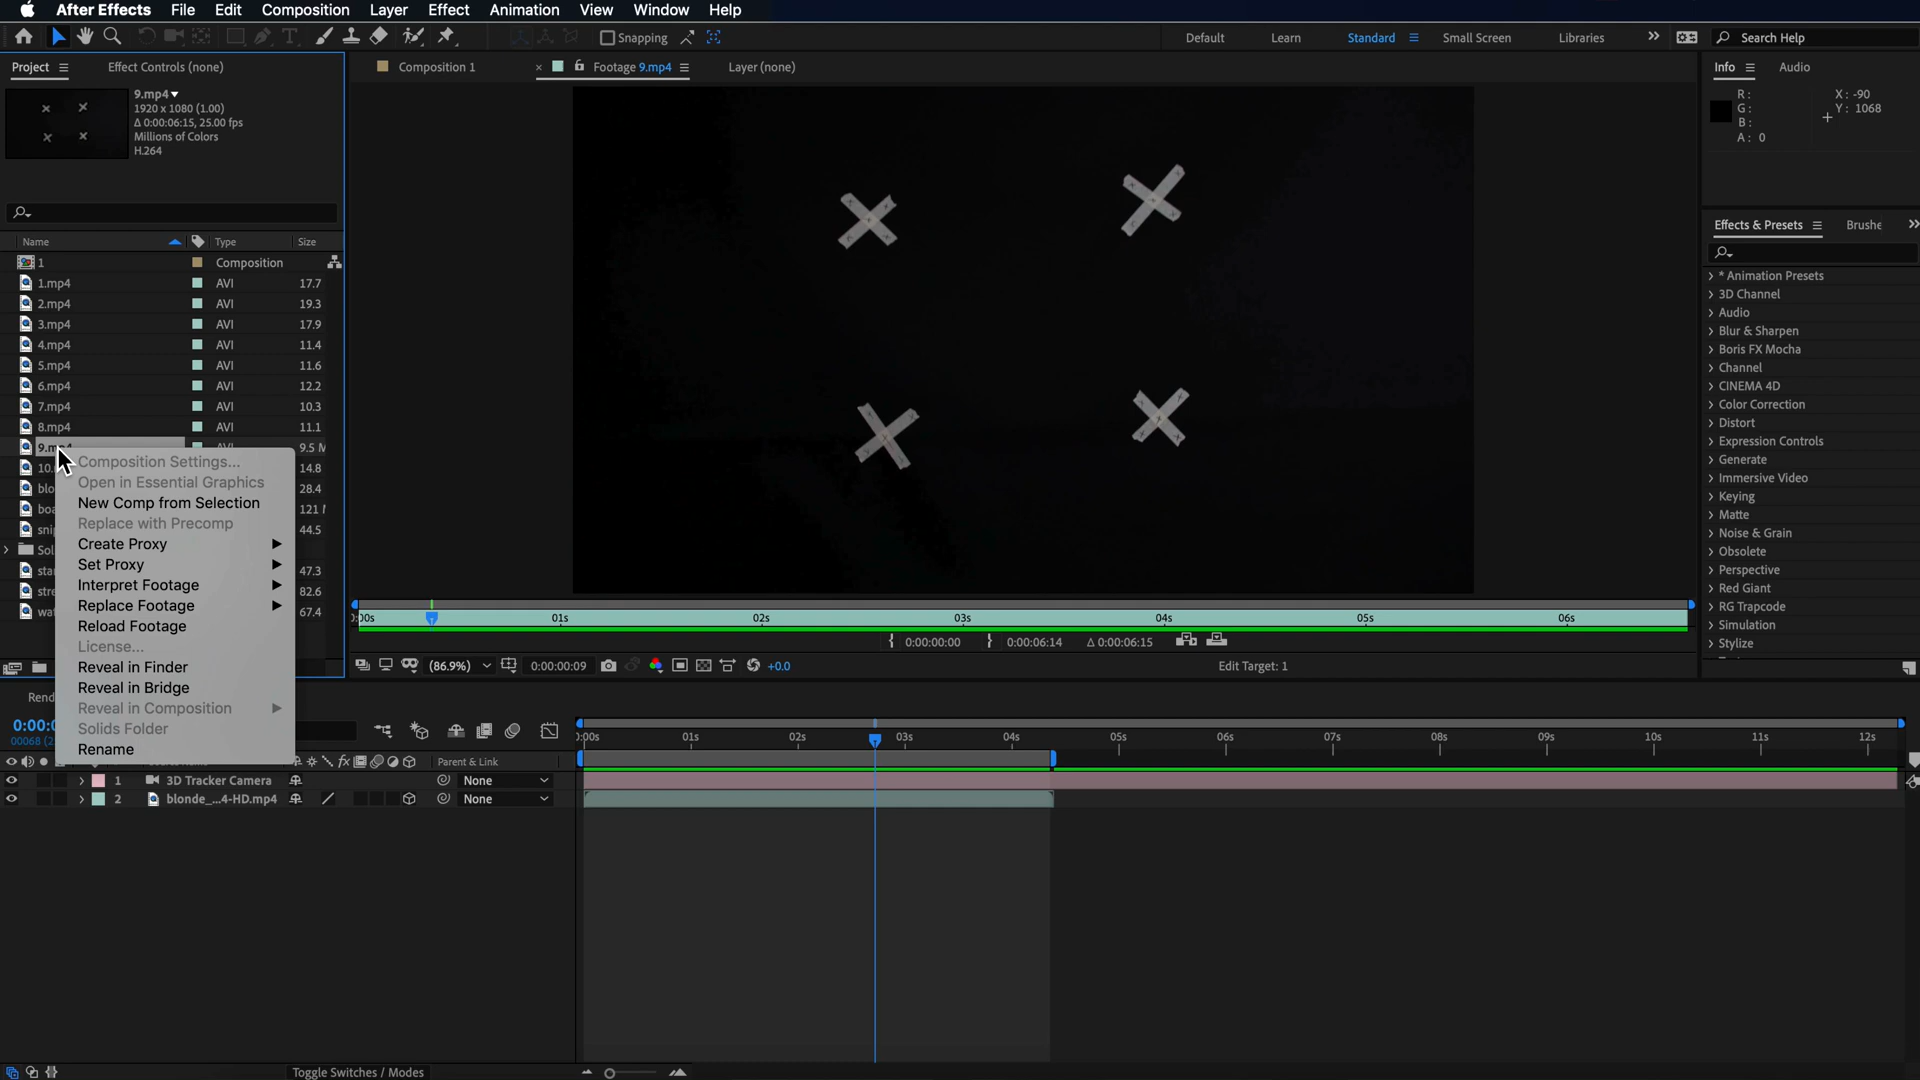 After Effects File Edit Composition Layer Effect Animation View Window Help
Snapping Default Learn Standard Small Screen Libraries Search Help
Project Effect Controls (none) Composition 1 Footage 9.mp4 Layer (none) Info Audio
9.mp4
1920 x 1080 (1.00)
Δ 0:00:06:15, 25.00 fps
Millions of Colors
H.264
R:
G:
B:
A: 0
X: -90
Y: 1068
Name Type Size
1 Composition
1.mp4 AVI 17.7
2.mp4 AVI 19.3
3.mp4 AVI 17.9
4.mp4 AVI 11.4
5.mp4 AVI 11.6
6.mp4 AVI 12.2
7.mp4 AVI 10.3
8.mp4 AVI 11.1
9.5 M
14.8
28.4
121
44.5
47.3
82.6
67.4
Composition Settings...
Open in Essential Graphics
New Comp from Selection
Replace with Precomp
Create Proxy
Set Proxy
Interpret Footage
Replace Footage
Reload Footage
License...
Reveal in Finder
Reveal in Bridge
Reveal in Composition
Solids Folder
Rename
Effects & Presets Brushe
* Animation Presets
3D Channel
Audio
Blur & Sharpen
Boris FX Mocha
Channel
CINEMA 4D
Color Correction
Distort
Expression Controls
Generate
Immersive Video
Keying
Matte
Noise & Grain
Obsolete
Perspective
Red Giant
RG Trapcode
Simulation
Stylize
:00s 01s 02s 03s 04s 05s 06s
0:00:00:00 0:00:06:14 Δ 0:00:06:15
(86.9%) 0:00:00:09 +0.0 Edit Target: 1
:00s 01s 02s 03s 04s 05s 06s 07s 08s 09s 10s 11s 12s
Parent & Link
1 3D Tracker Camera None
2 blonde_...4-HD.mp4 None
Toggle Switches / Modes